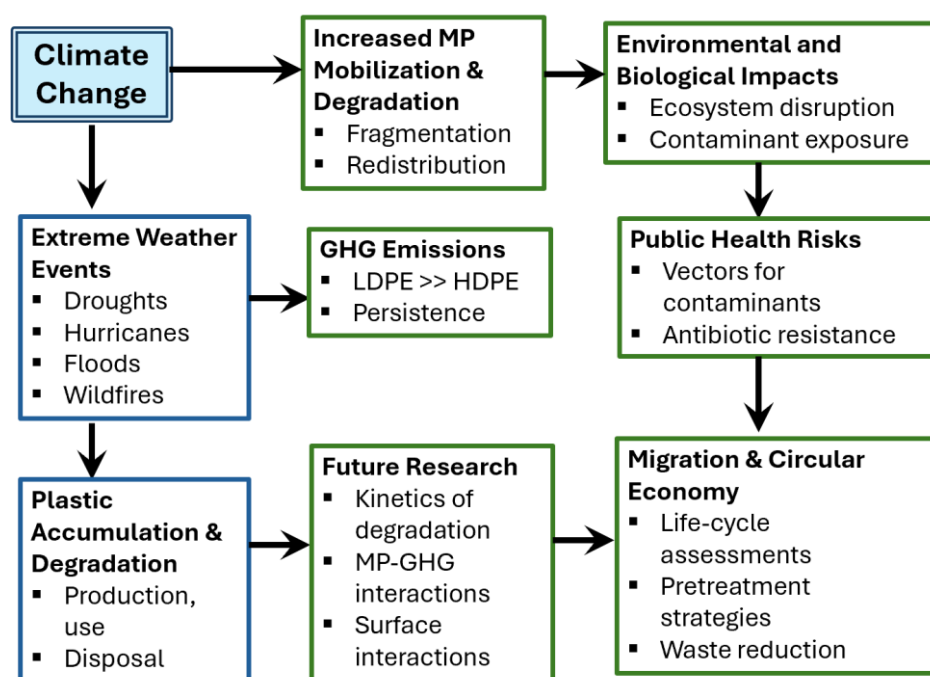 Climate
Change
Increased MP
Mobilization &
Degradation
▪ Fragmentation
▪ Redistribution
Environmental and
Biological Impacts
▪ Ecosystem disruption
▪ Contaminant exposure
Extreme Weather
Events
▪ Droughts
▪ Hurricanes
▪ Floods
▪ Wildfires
GHG Emissions
▪ LDPE >> HDPE
▪ Persistence
Public Health Risks
▪ Vectors for
contaminants
▪ Antibiotic resistance
Plastic
Accumulation &
Degradation
▪ Production,
use
▪ Disposal
Future Research
▪ Kinetics of
degradation
▪ MP-GHG
interactions
▪ Surface
interactions
Migration & Circular
Economy
▪ Life-cycle
assessments
▪ Pretreatment
strategies
▪ Waste reduction